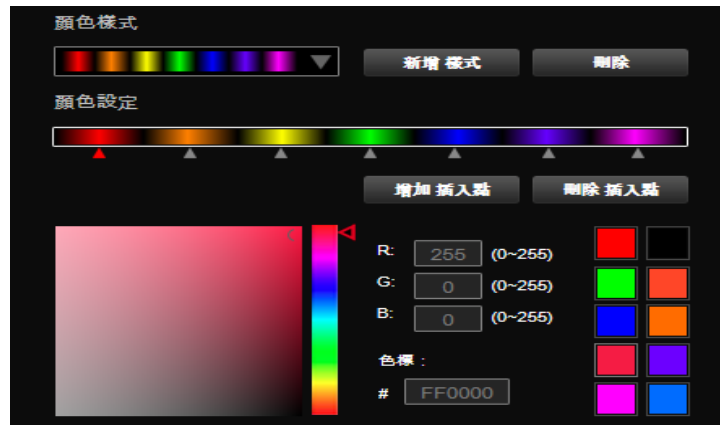 顏色樣式
新增 樣式 刪除
顏色設定
增加 插入點 刪除 插入點
R: 255 (0~255)
G: 0 (0~255)
B: 0 (0~255)
色標 :
# FF0000